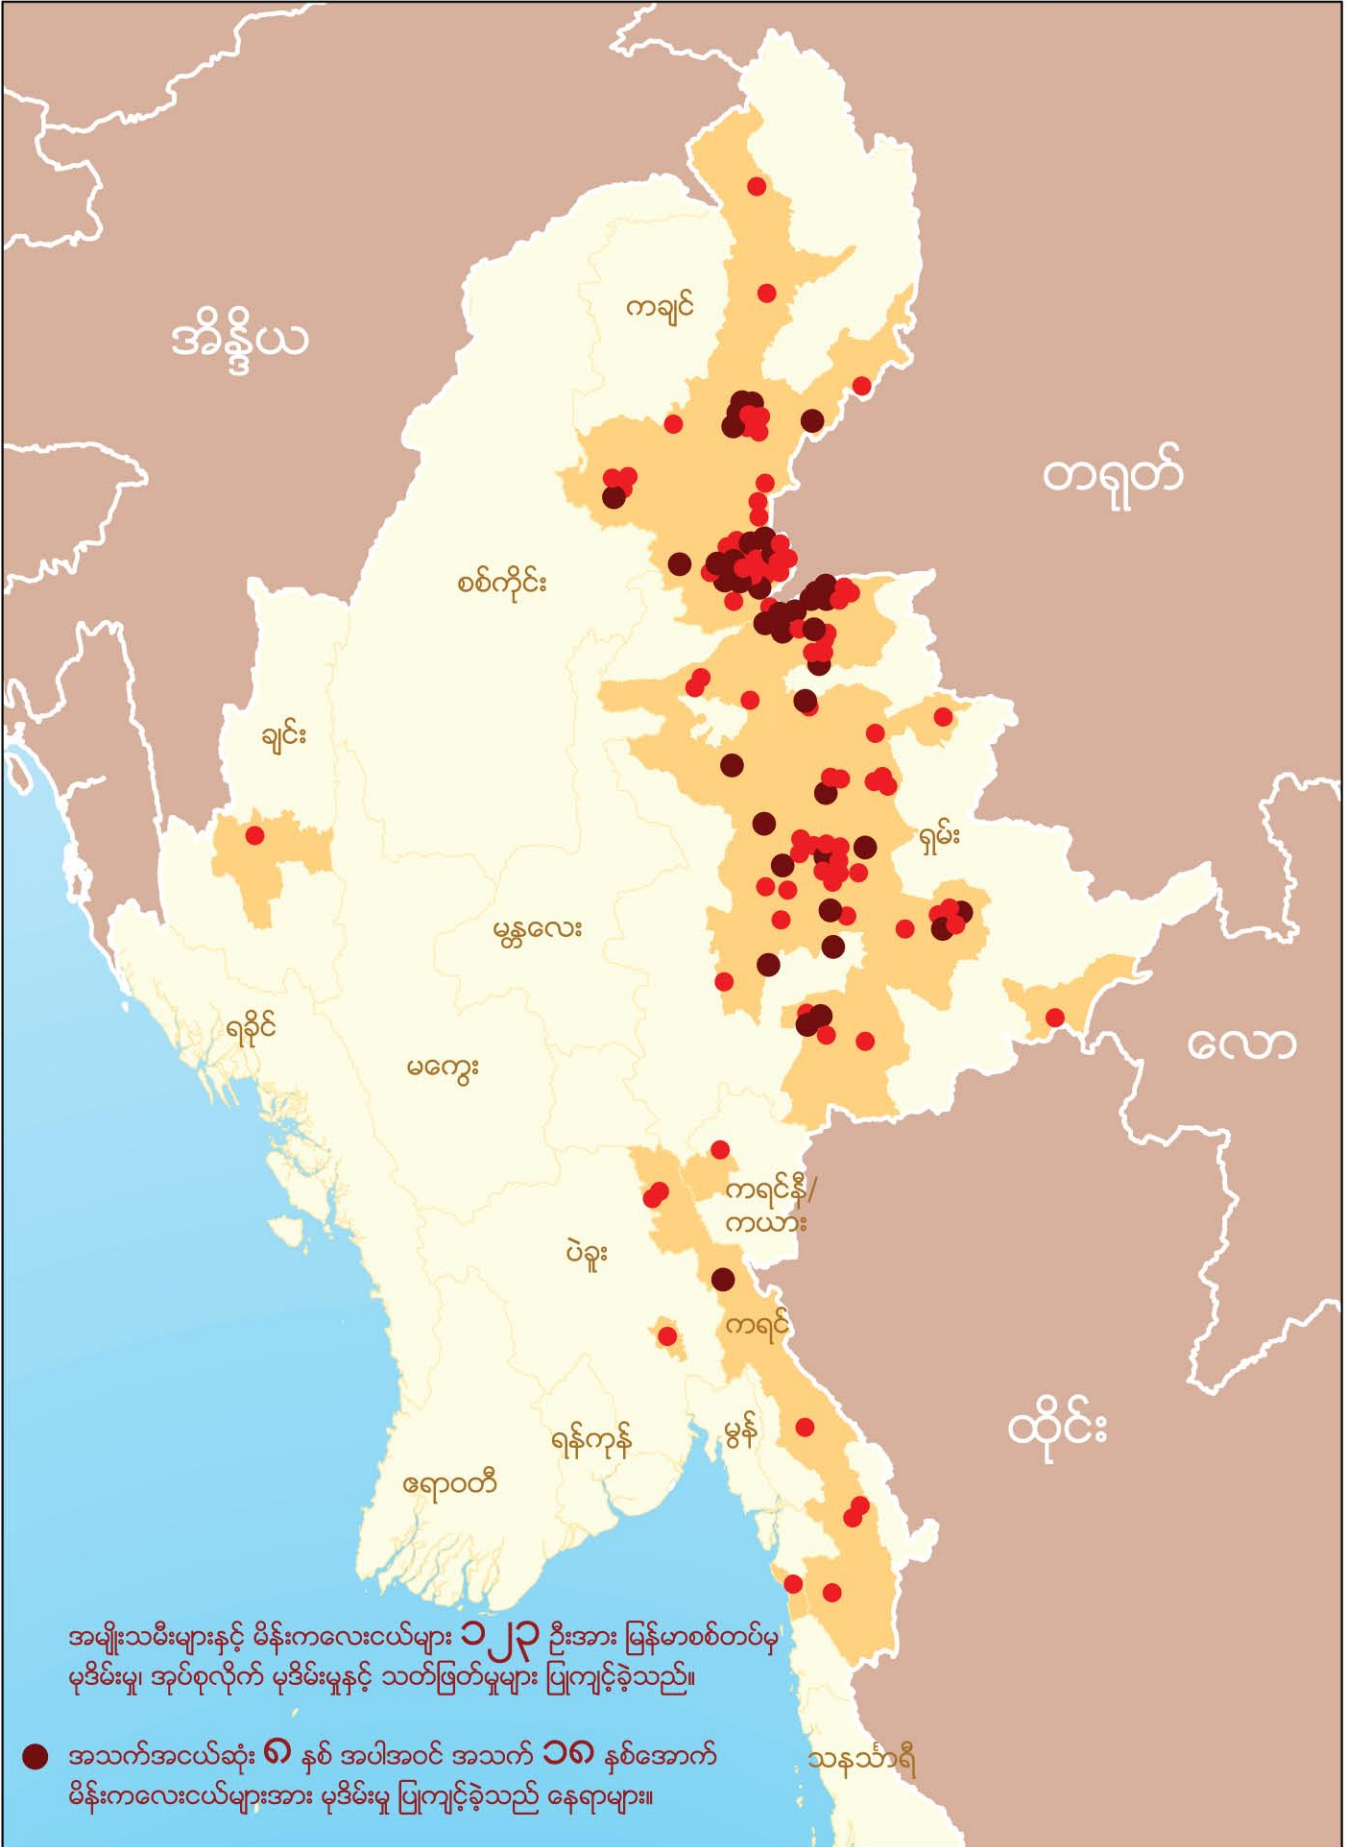 ကချင်
အိန္ဒိယ
တရုတ်
စစ်ကိုင်း
ချင်း
ရှမ်း
မန္တလေး
ရခိုင်
မကွေး
လော
ကရင်နီ/
ကယား
ပဲခူး
ကရင်
ထိုင်း
ရန်ကုန်
မွန်
ဧရာဝတီ
အမျိုးသမီးများနှင့် မိန်းကလေးငယ်များ ၁၂၃ ဦးအား မြန်မာစစ်တပ်မှ
မုဒိမ်းမှု၊ အုပ်စုလိုက် မုဒိမ်းမှုနှင့် သတ်ဖြတ်မှုများ ပြုကျင့်ခဲ့သည်။
အသက်အငယ်ဆုံး ၈ နှစ် အပါအဝင် အသက် ၁၈ နှစ်အောက်
မိန်းကလေးငယ်များအား မုဒိမ်းမှု ပြုကျင့်ခဲ့သည် နေရာများ။
သနင်္သာရီ